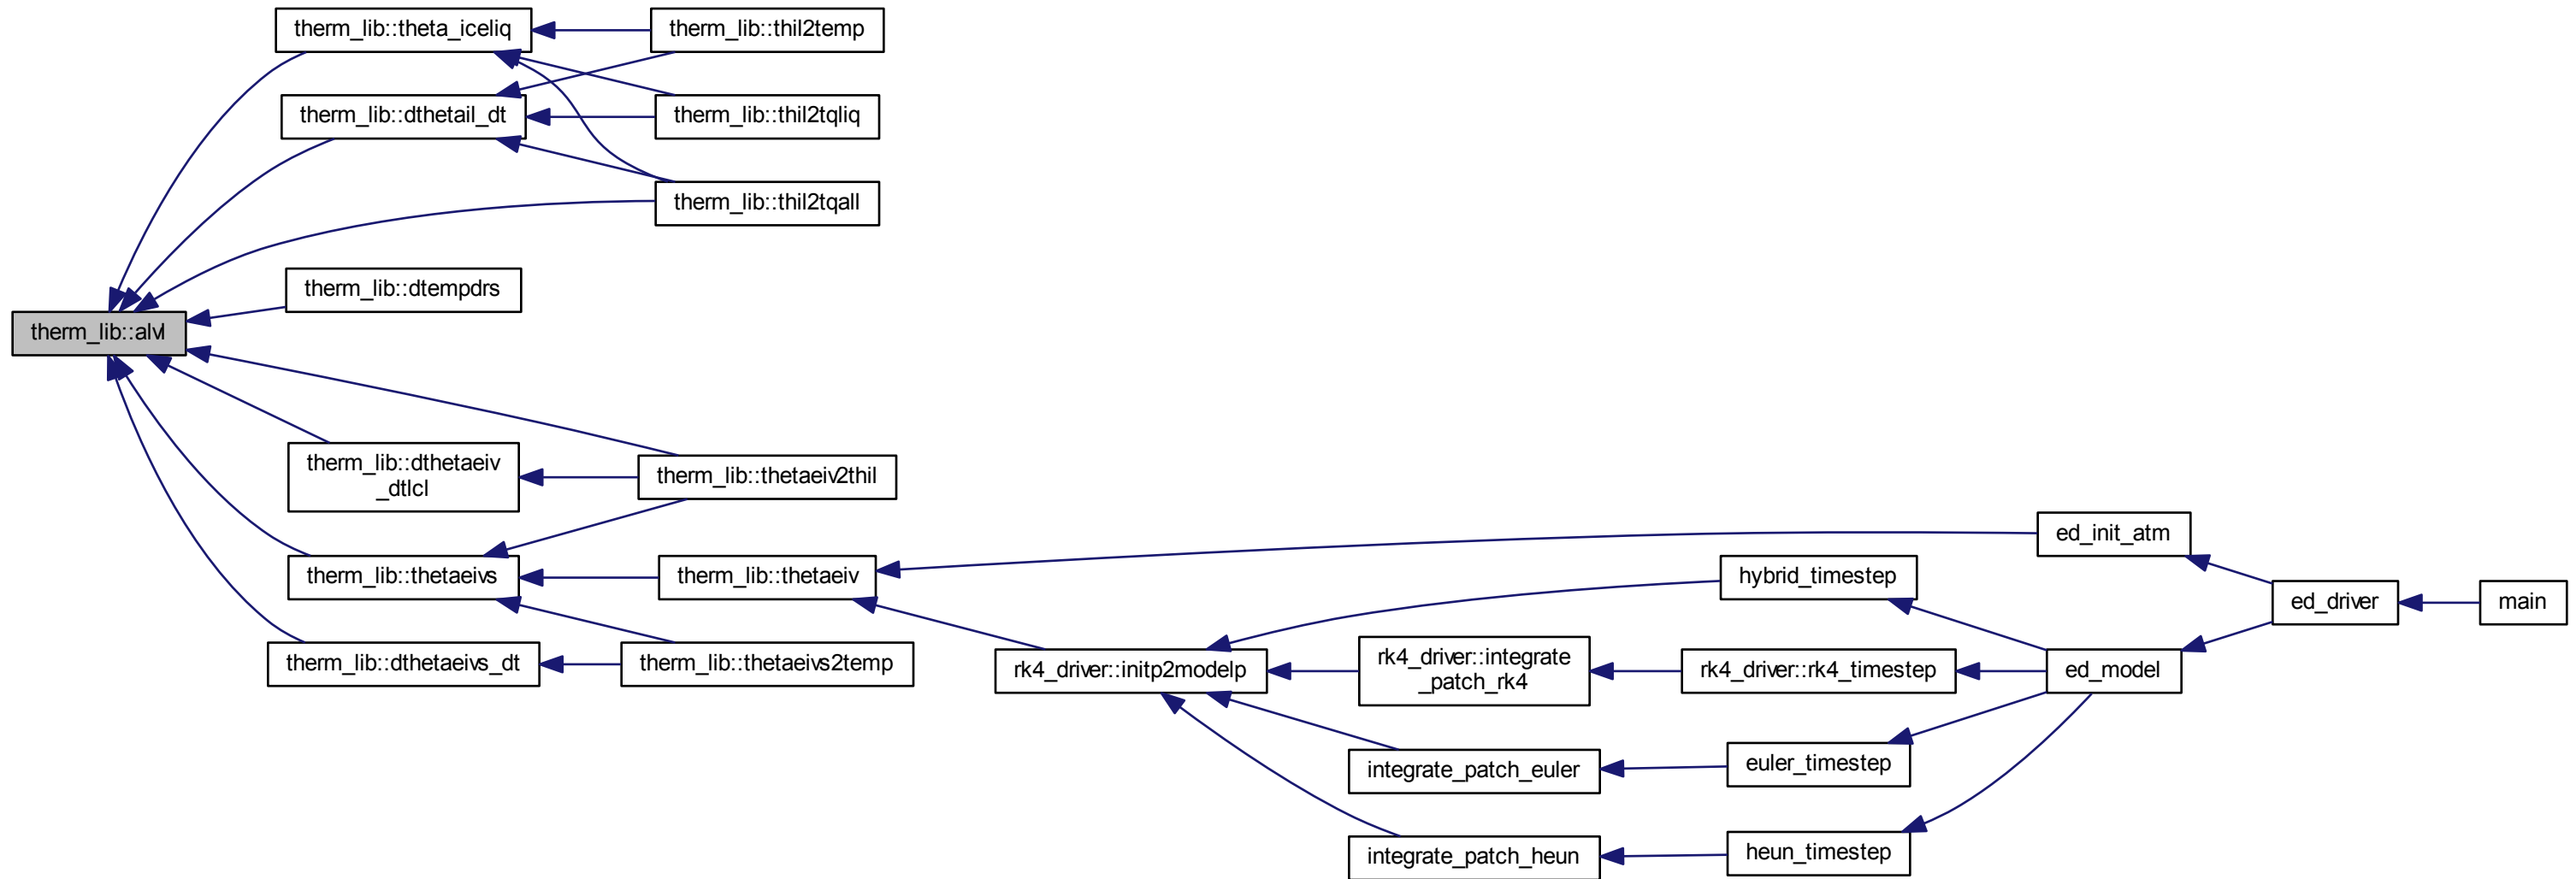 therm_lib::theta_iceliq
therm_lib::thil2temp
therm_lib::dthetail_dt
therm_lib::thil2tqliq
therm_lib::thil2tqall
therm_lib::dtempdrs
therm_lib::alvl
therm_lib::dthetaeiv
_dtlcl
therm_lib::thetaeiv2thil
therm_lib::thetaeivs
therm_lib::thetaeiv
therm_lib::dthetaeivs_dt
therm_lib::thetaeivs2temp
rk4_driver::initp2modelp
hybrid_timestep
rk4_driver::integrate
_patch_rk4
rk4_driver::rk4_timestep
integrate_patch_euler
euler_timestep
integrate_patch_heun
heun_timestep
ed_init_atm
ed_model
ed_driver
main